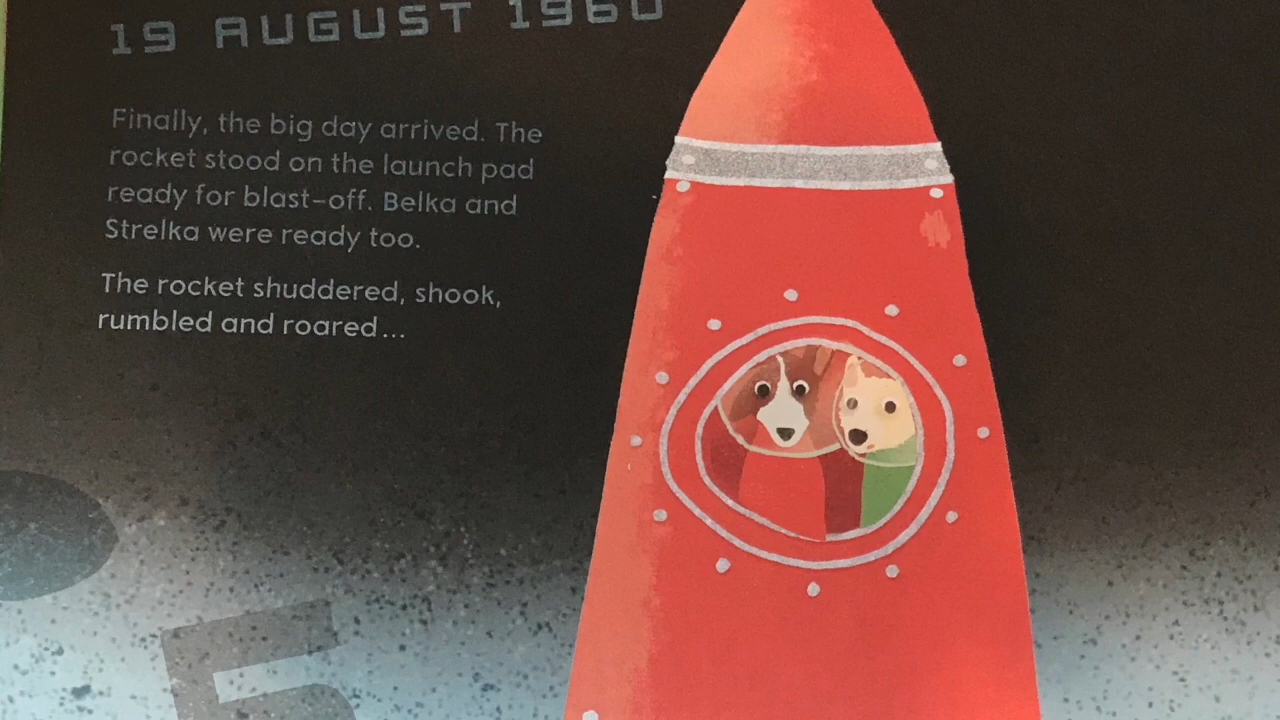 19 AUGUST 1960
Finally, the big day arrived. The
rocket stood on the launch pad
ready for blast-off. Belka and
Strelka were ready too.
The rocket shuddered, shook,
rumbled and roared...
5